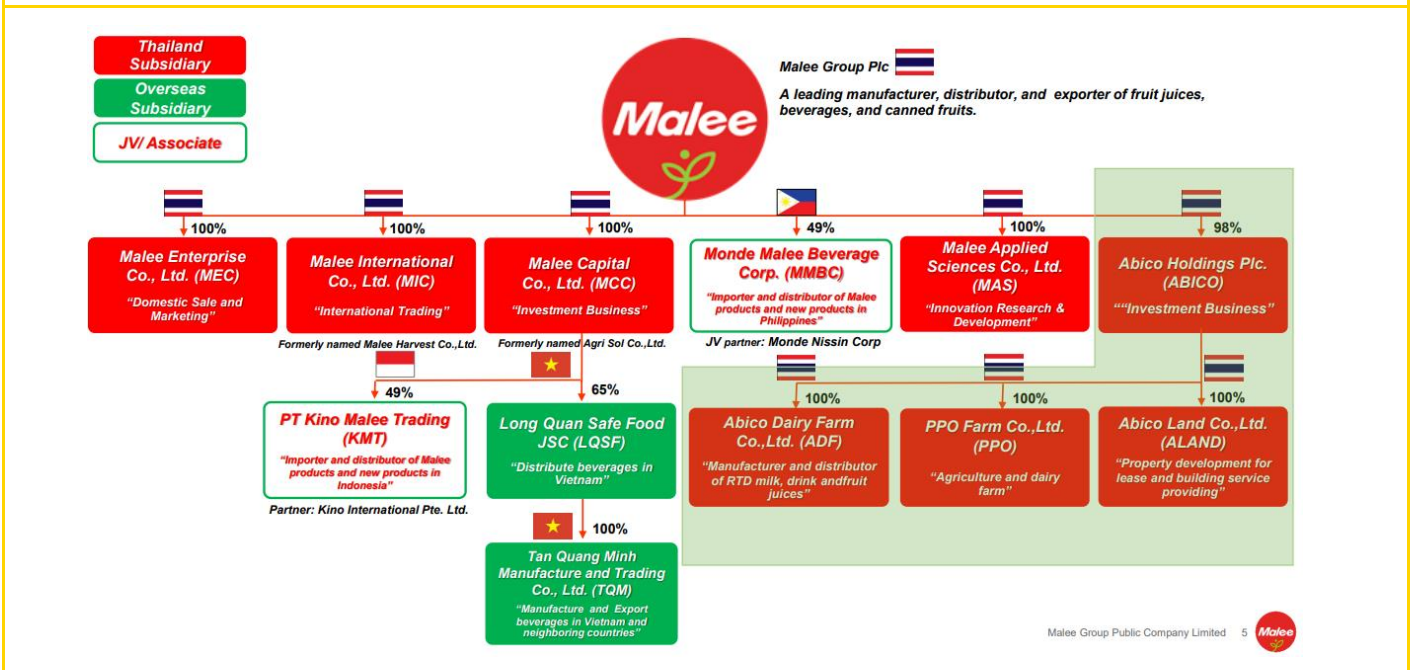 Thailand
Subsidiary
Overseas
Subsidiary
JV/ Associate
Malee
Malee Group Plc
A leading manufacturer, distributor, and exporter of fruit juices,
beverages, and canned fruits.
100%
Malee Enterprise
Co., Ltd. (MEC)
“Domestic Sale and
Marketing”
100%
Malee International
Co., Ltd. (MIC)
“International Trading”
Formerly named Malee Harvest Co.,Ltd.
100%
Malee Capital
Co., Ltd. (MCC)
“Investment Business”
Formerly named Agri Sol Co.,Ltd.
49%
Monde Malee Beverage
Corp. (MMBC)
“Importer and distributor of Malee
products and new products in
Philippines”
JV partner: Monde Nissin Corp
100%
Malee Applied
Sciences Co., Ltd.
(MAS)
“Innovation Research &
Development”
98%
Abico Holdings Plc.
(ABICO)
““Investment Business”
49%
PT Kino Malee Trading
(KMT)
“Importer and distributor of Malee
products and new products in
Indonesia”
Partner: Kino International Pte. Ltd.
65%
Long Quan Safe Food
JSC (LQSF)
“Distribute beverages in
Vietnam”
100%
Abico Dairy Farm
Co.,Ltd. (ADF)
“Manufacturer and distributor
of RTD milk, drink andfruit
juices”
100%
PPO Farm Co.,Ltd.
(PPO)
“Agriculture and dairy
farm”
100%
Abico Land Co.,Ltd.
(ALAND)
“Property development for
lease and building service
providing”
100%
Tan Quang Minh
Manufacture and Trading
Co., Ltd. (TQM)
“Manufacture and Export
beverages in Vietnam and
neighboring countries”
Malee Group Public Company Limited 5
Malee